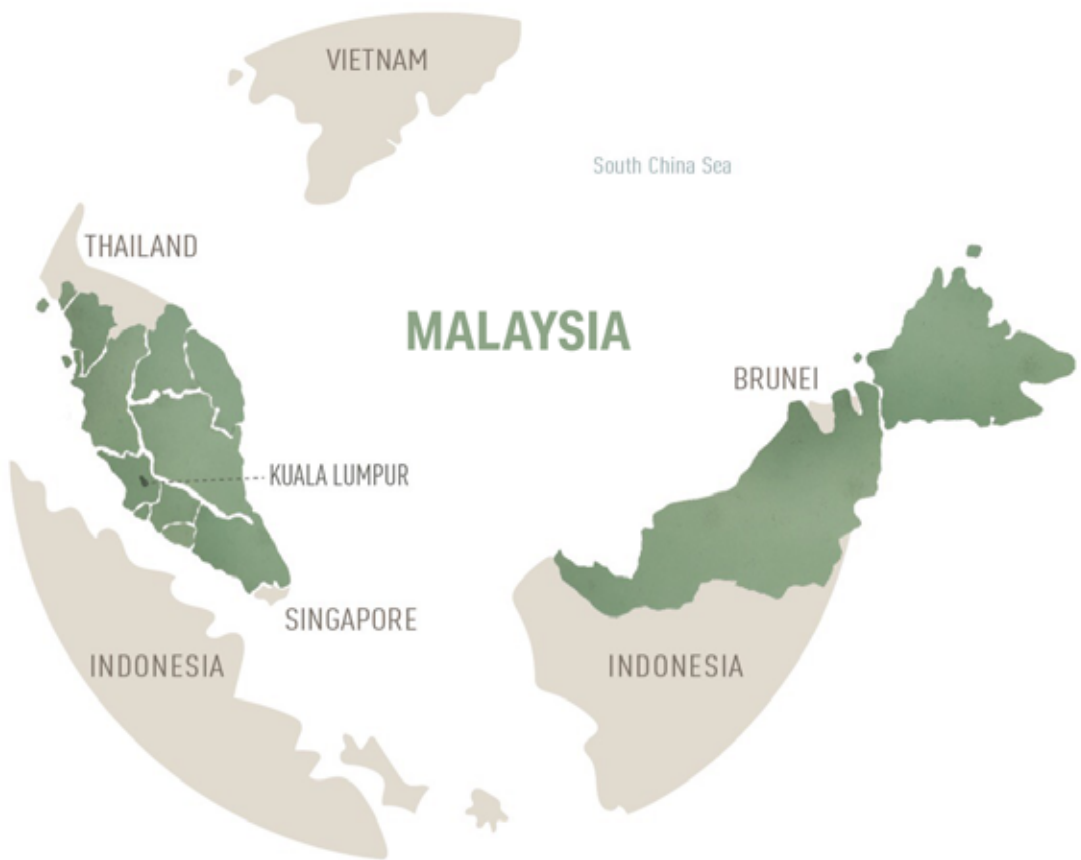 VIETNAM
South China Sea
THAILAND
MALAYSIA
BRUNEI
KUALA LUMPUR
SINGAPORE
INDONESIA
INDONESIA